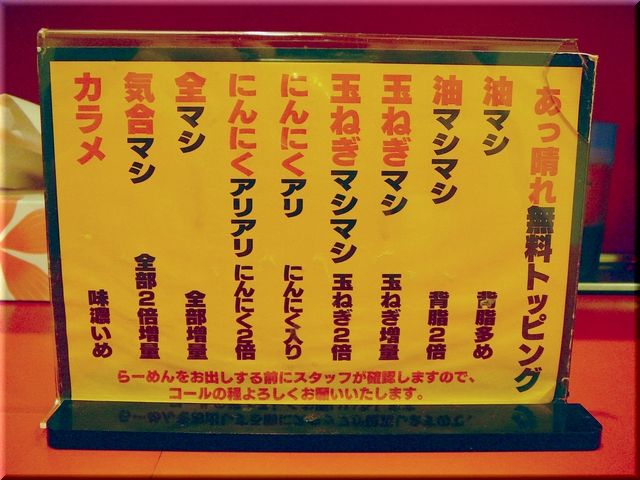 あっ晴れ無料トッピング
油マシ 背脂多め
油マシマシ 背脂2倍
玉ねぎマシ 玉ねぎ増量
玉ねぎマシマシ 玉ねぎ2倍
にんにくアリ にんにく入り
にんにくアリアリ にんにく2倍
全マシ 全部増量
気合マシ 全部2倍増量
カラメ 味濃いめ
らーめんをお出しする前にスタッフが確認しますので、
コールの程よろしくお願いいたします。